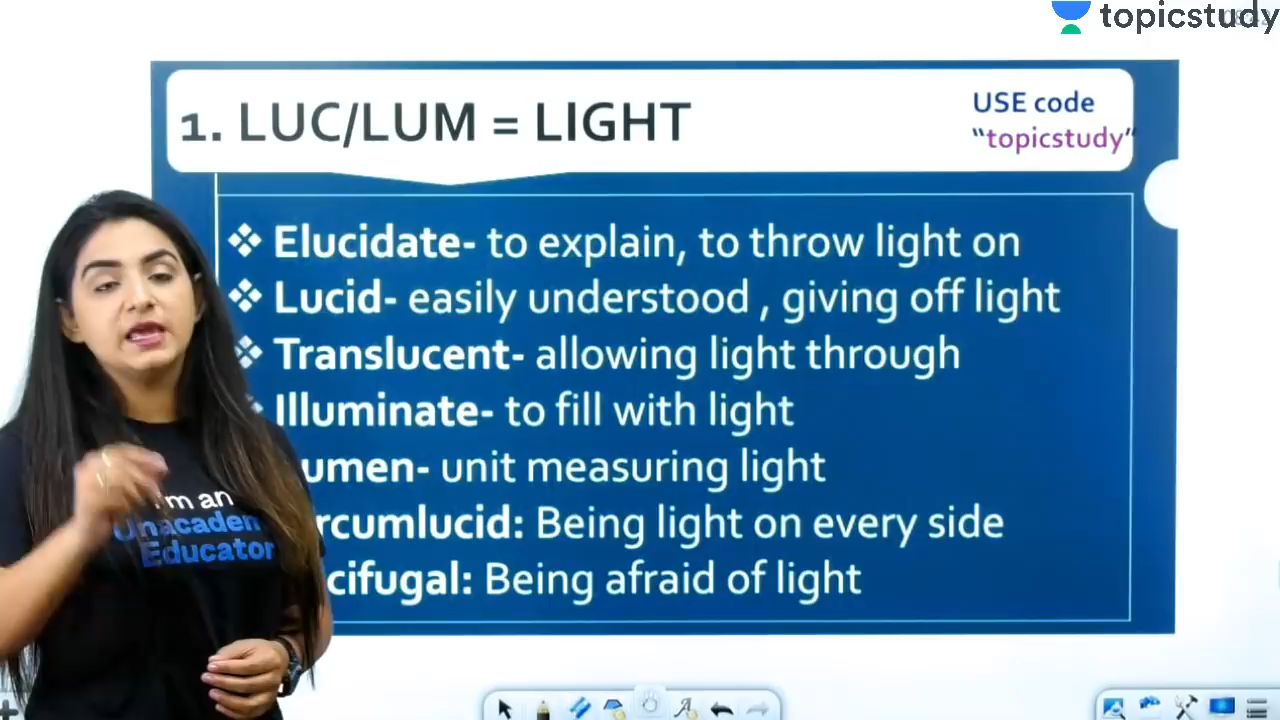 topicstudy
1. LUC/LUM = LIGHT
USE code
“topicstudy”
❖ Elucidate- to explain, to throw light on
❖ Lucid- easily understood , giving off light
❖ Translucent- allowing light through
❖ Illuminate- to fill with light
umen- unit measuring light
rcumlucid: Being light on every side
cifugal: Being afraid of light
I'm an
Unacadem
Educator